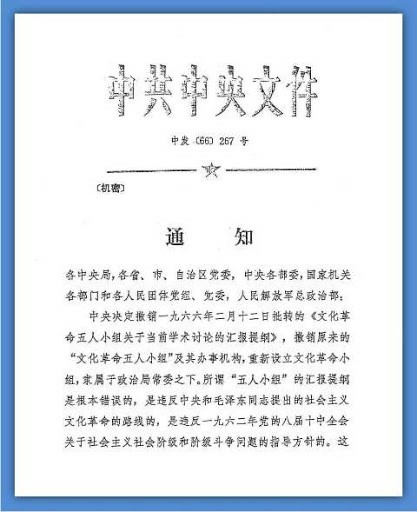 中共中央文件
中发〔66〕267号
〔机密〕
通 知
各中央局,各省、市、自治区党委,中央各部委,国家机关
各部门和各人民团体党组、党委,人民解放军总政治部:
中央决定撤销一九六六年二月十二日批转的《文化革
命五人小组关于当前学术讨论的汇报提纲》,撤销原来的
“文化革命五人小组”及其办事机构,重新设立文化革命小
组,隶属于政治局常委之下。所谓“五人小组”的汇报提纲
是根本错误的,是违反中央和毛泽东同志提出的社会主义
文化革命的路线的,是违反一九六二年党的八届十中全会
关于社会主义社会阶级和阶级斗争问题的指导方针的。这